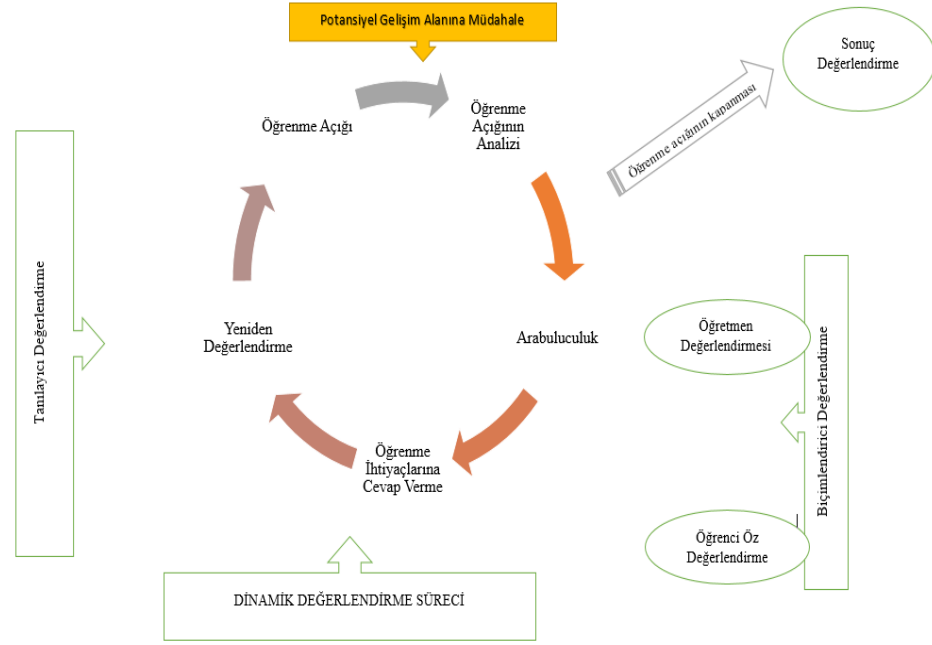 Potansiyel Gelişim Alanına Müdahale
Sonuç
Değerlendirme
Öğrenme açığının kapanması
Öğrenme Açığı
Öğrenme
Açığının
Analizi
Tanılayıcı Değerlendirme
Yeniden
Değerlendirme
Arabuluculuk
Öğretmen
Değerlendirmesi
Biçimlendirici Değerlendirme
Öğrenme
İhtiyaçlarına
Cevap Verme
Öğrenci Öz
Değerlendirme
DİNAMİK DEĞERLENDİRME SÜRECİ